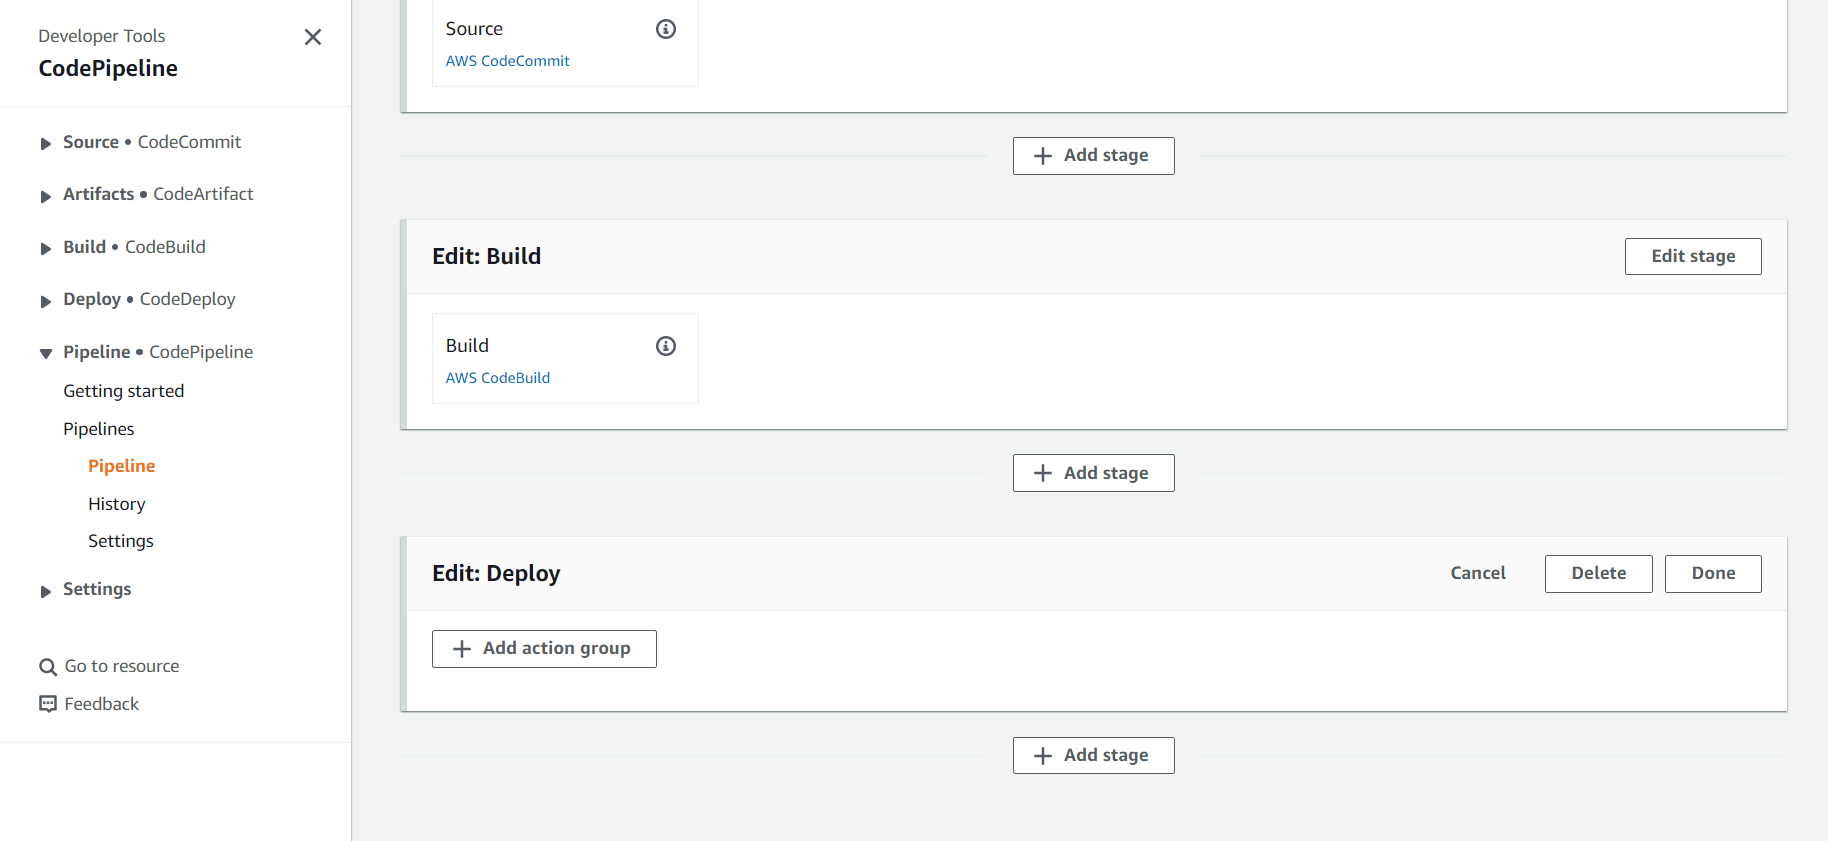 Developer Tools
CodePipeline
Source • CodeCommit
Artifacts • CodeArtifact
Build • CodeBuild
Deploy • CodeDeploy
Pipeline • CodePipeline
Getting started
Pipelines
Pipeline
History
Settings
Settings
Go to resource
Feedback
Source
AWS CodeCommit
Add stage
Edit: Build
Edit stage
Build
AWS CodeBuild
Add stage
Edit: Deploy
Cancel
Delete
Done
Add action group
Add stage